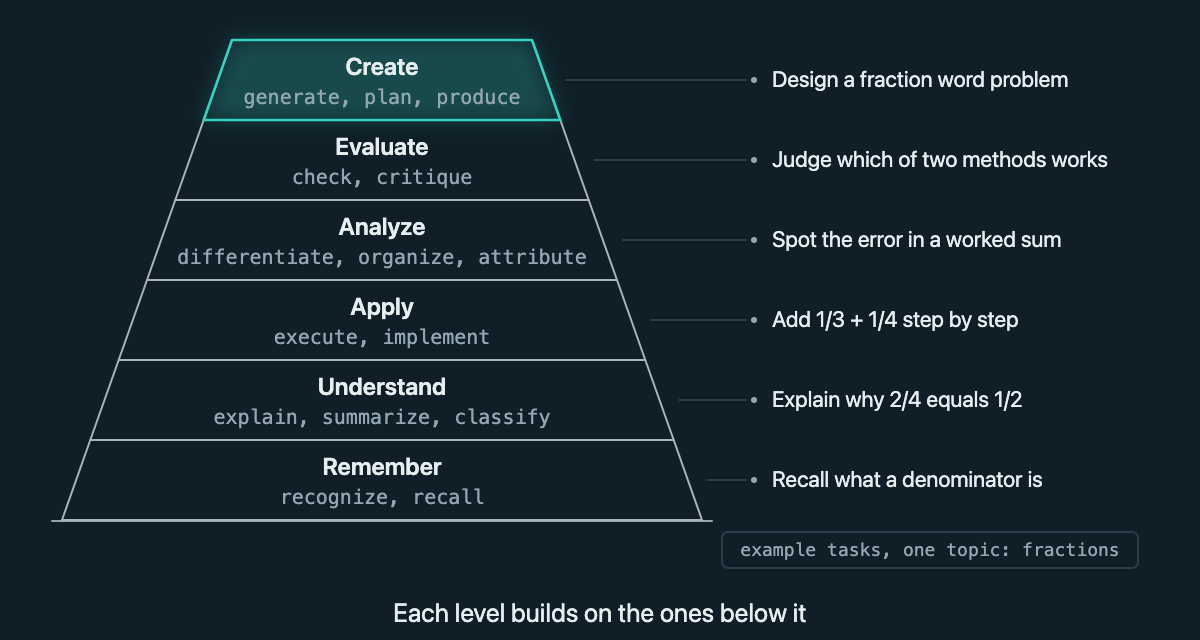 Create
generate, plan, produce
Design a fraction word problem
Evaluate
check, critique
Judge which of two methods works
Analyze
differentiate, organize, attribute
Spot the error in a worked sum
Apply
execute, implement
Add 1/3 + 1/4 step by step
Understand
explain, summarize, classify
Explain why 2/4 equals 1/2
Remember
recognize, recall
Recall what a denominator is
example tasks, one topic: fractions
Each level builds on the ones below it